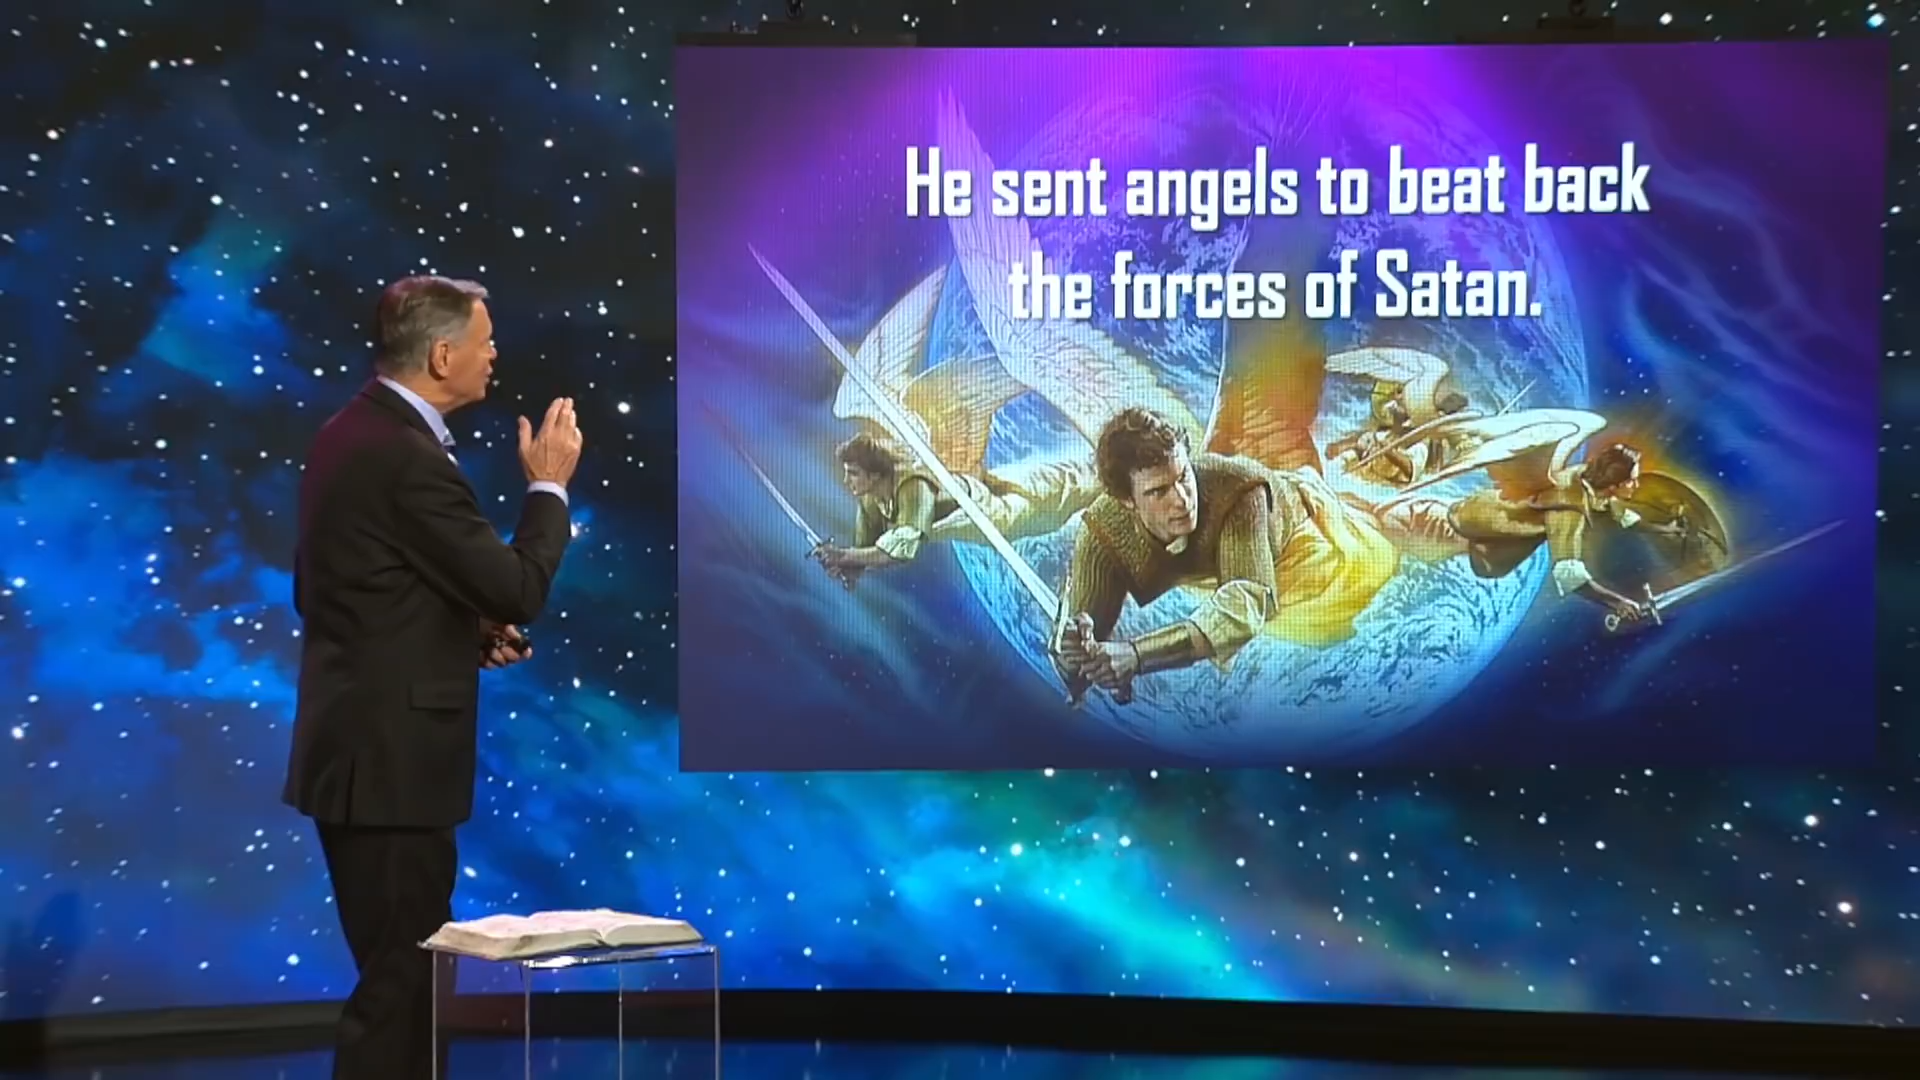 He sent angels to beat back
the forces of Satan.